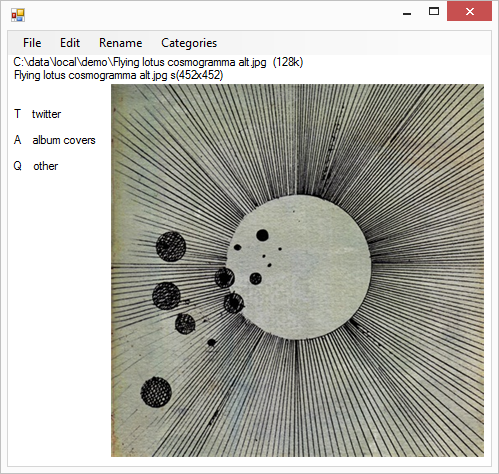 File Edit Rename Categories
C:\data\local\demo\Flying lotus cosmogramma alt.jpg (128k)
Flying lotus cosmogramma alt.jpg s(452x452)
T twitter
A album covers
Q other